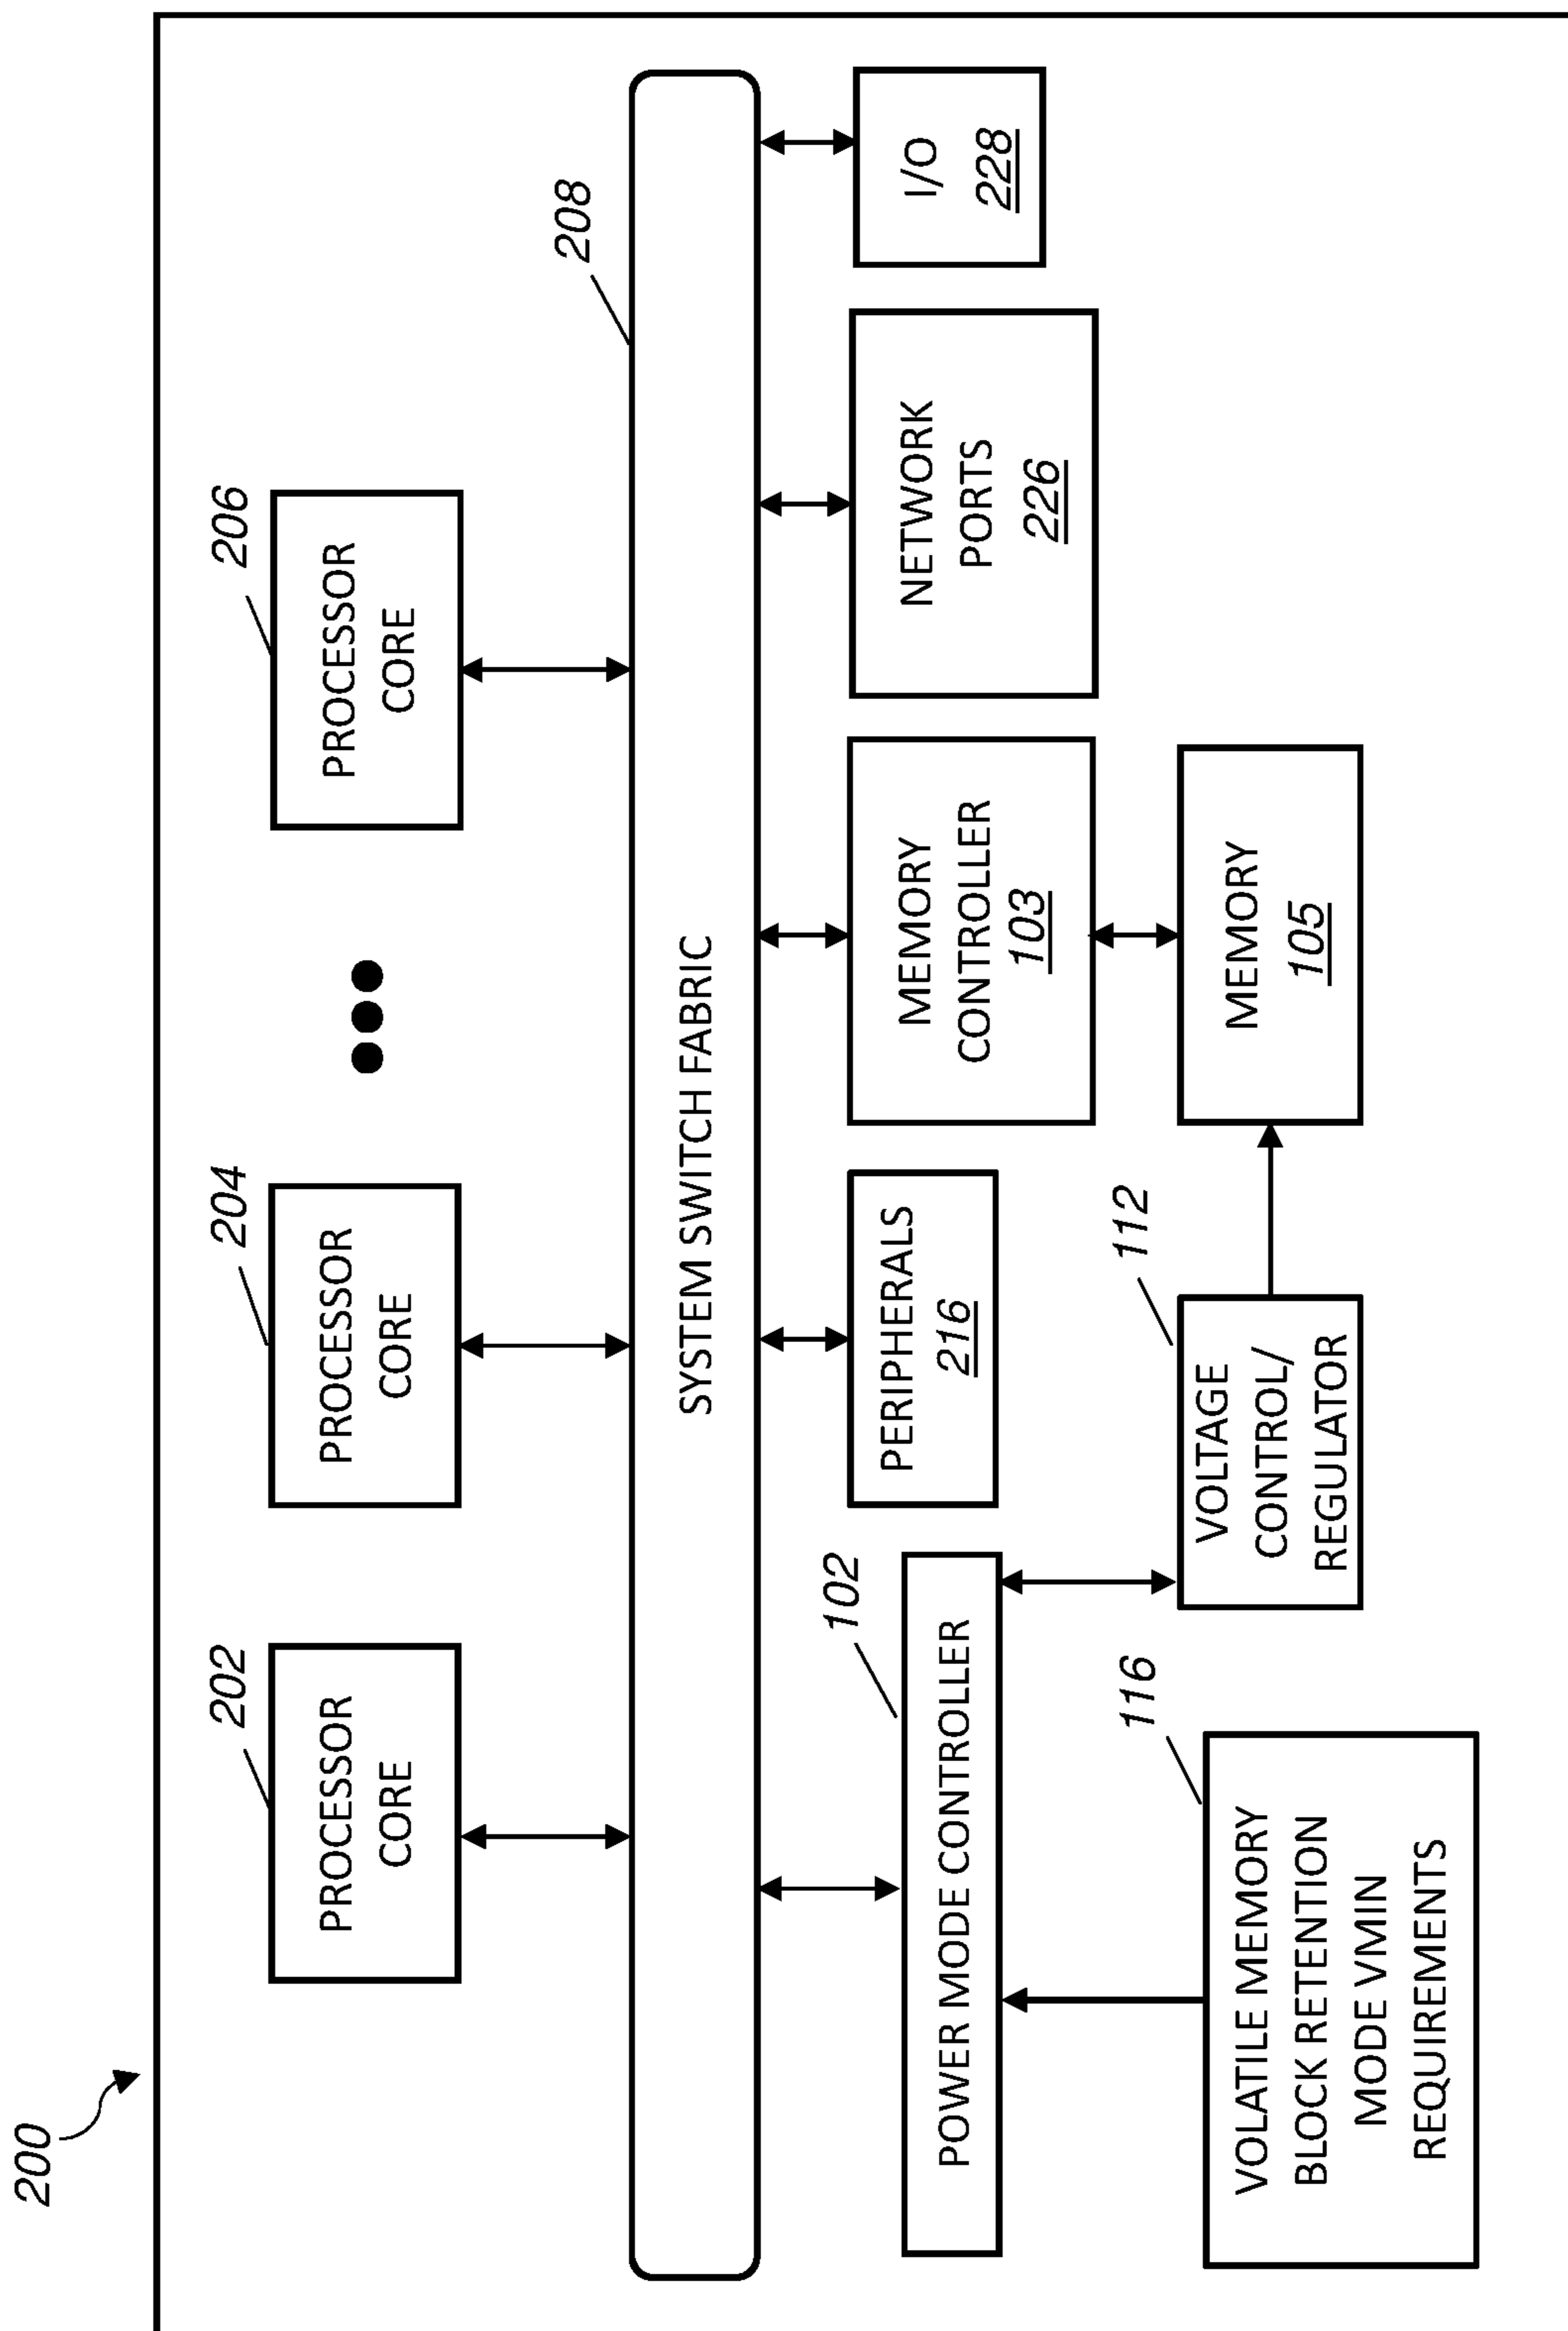 200
202
PROCESSOR
CORE
204
PROCESSOR
CORE
206
PROCESSOR
CORE
208
SYSTEM SWITCH FABRIC
102
POWER MODE CONTROLLER
PERIPHERALS
216
MEMORY
CONTROLLER
103
NETWORK
PORTS
226
I/O
228
116
VOLATILE MEMORY
BLOCK RETENTION
MODE VMIN
REQUIREMENTS
112
VOLTAGE
CONTROL/
REGULATOR
MEMORY
105